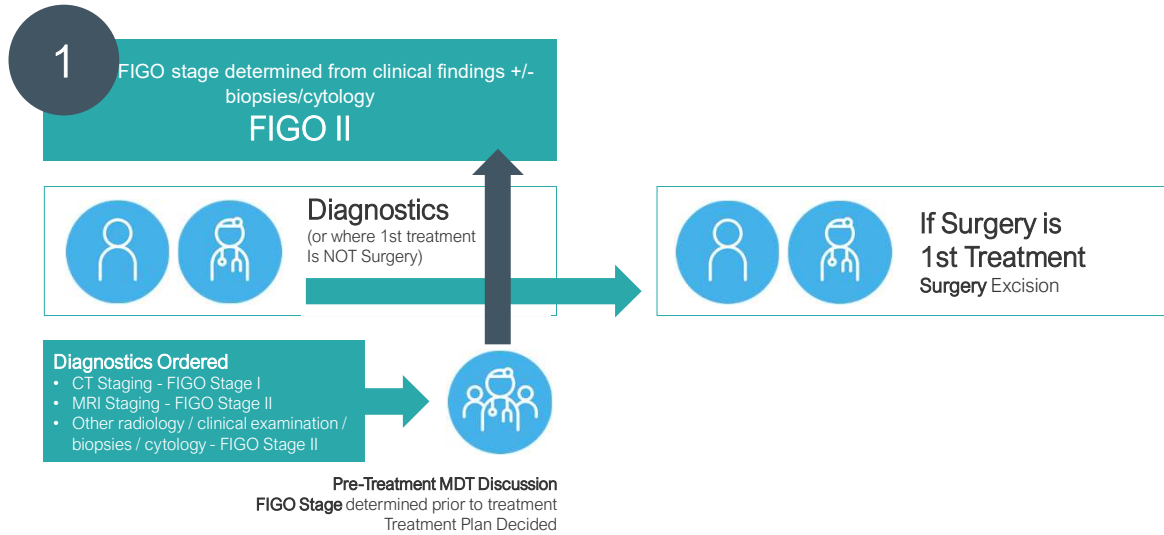 1
FIGO stage determined from clinical findings +/-
biopsies/cytology
FIGO II
Diagnostics
(or where 1st treatment
Is NOT Surgery)
If Surgery is
1st Treatment
Surgery Excision
Diagnostics Ordered
• CT Staging - FIGO Stage I
• MRI Staging - FIGO Stage II
• Other radiology / clinical examination /
biopsies / cytology - FIGO Stage II
Pre-Treatment MDT Discussion
FIGO Stage determined prior to treatment
Treatment Plan Decided